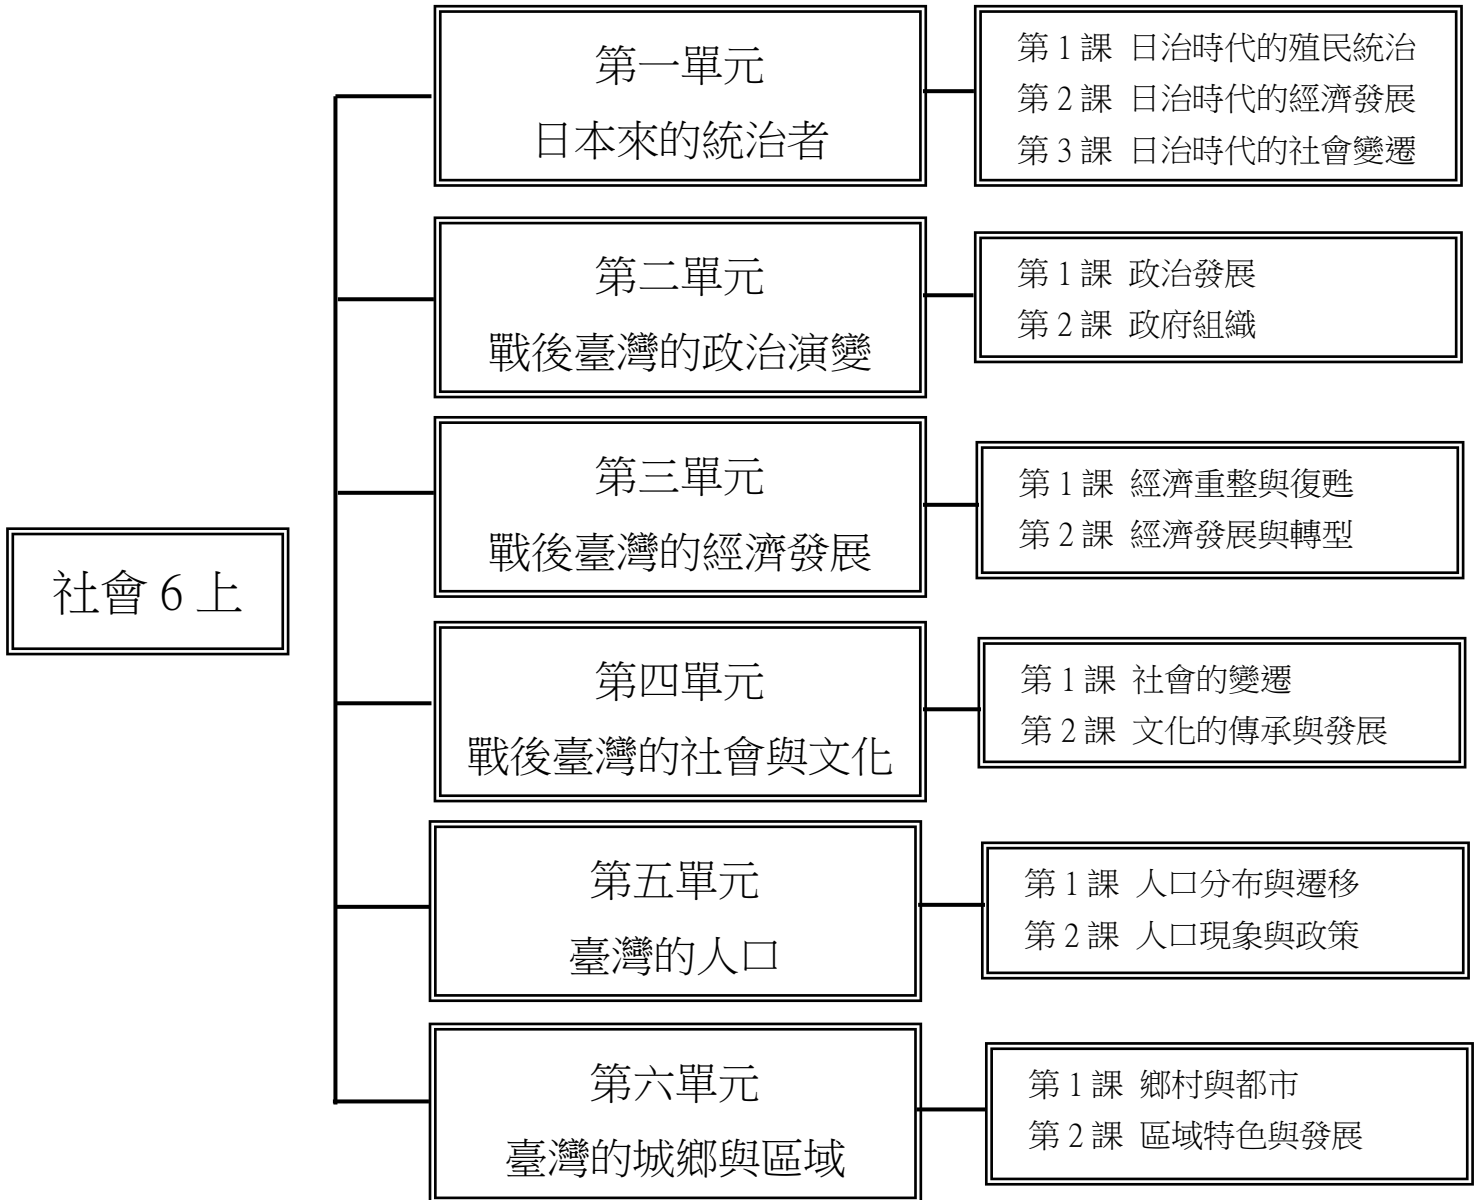 社會 6 上
第一單元
日本來的統治者
第 1 課 日治時代的殖民統治
第 2 課 日治時代的經濟發展
第 3 課 日治時代的社會變遷
第二單元
戰後臺灣的政治演變
第 1 課 政治發展
第 2 課 政府組織
第三單元
戰後臺灣的經濟發展
第 1 課 經濟重整與復甦
第 2 課 經濟發展與轉型
第四單元
戰後臺灣的社會與文化
第 1 課 社會的變遷
第 2 課 文化的傳承與發展
第五單元
臺灣的人口
第 1 課 人口分布與遷移
第 2 課 人口現象與政策
第六單元
臺灣的城鄉與區域
第 1 課 鄉村與都市
第 2 課 區域特色與發展